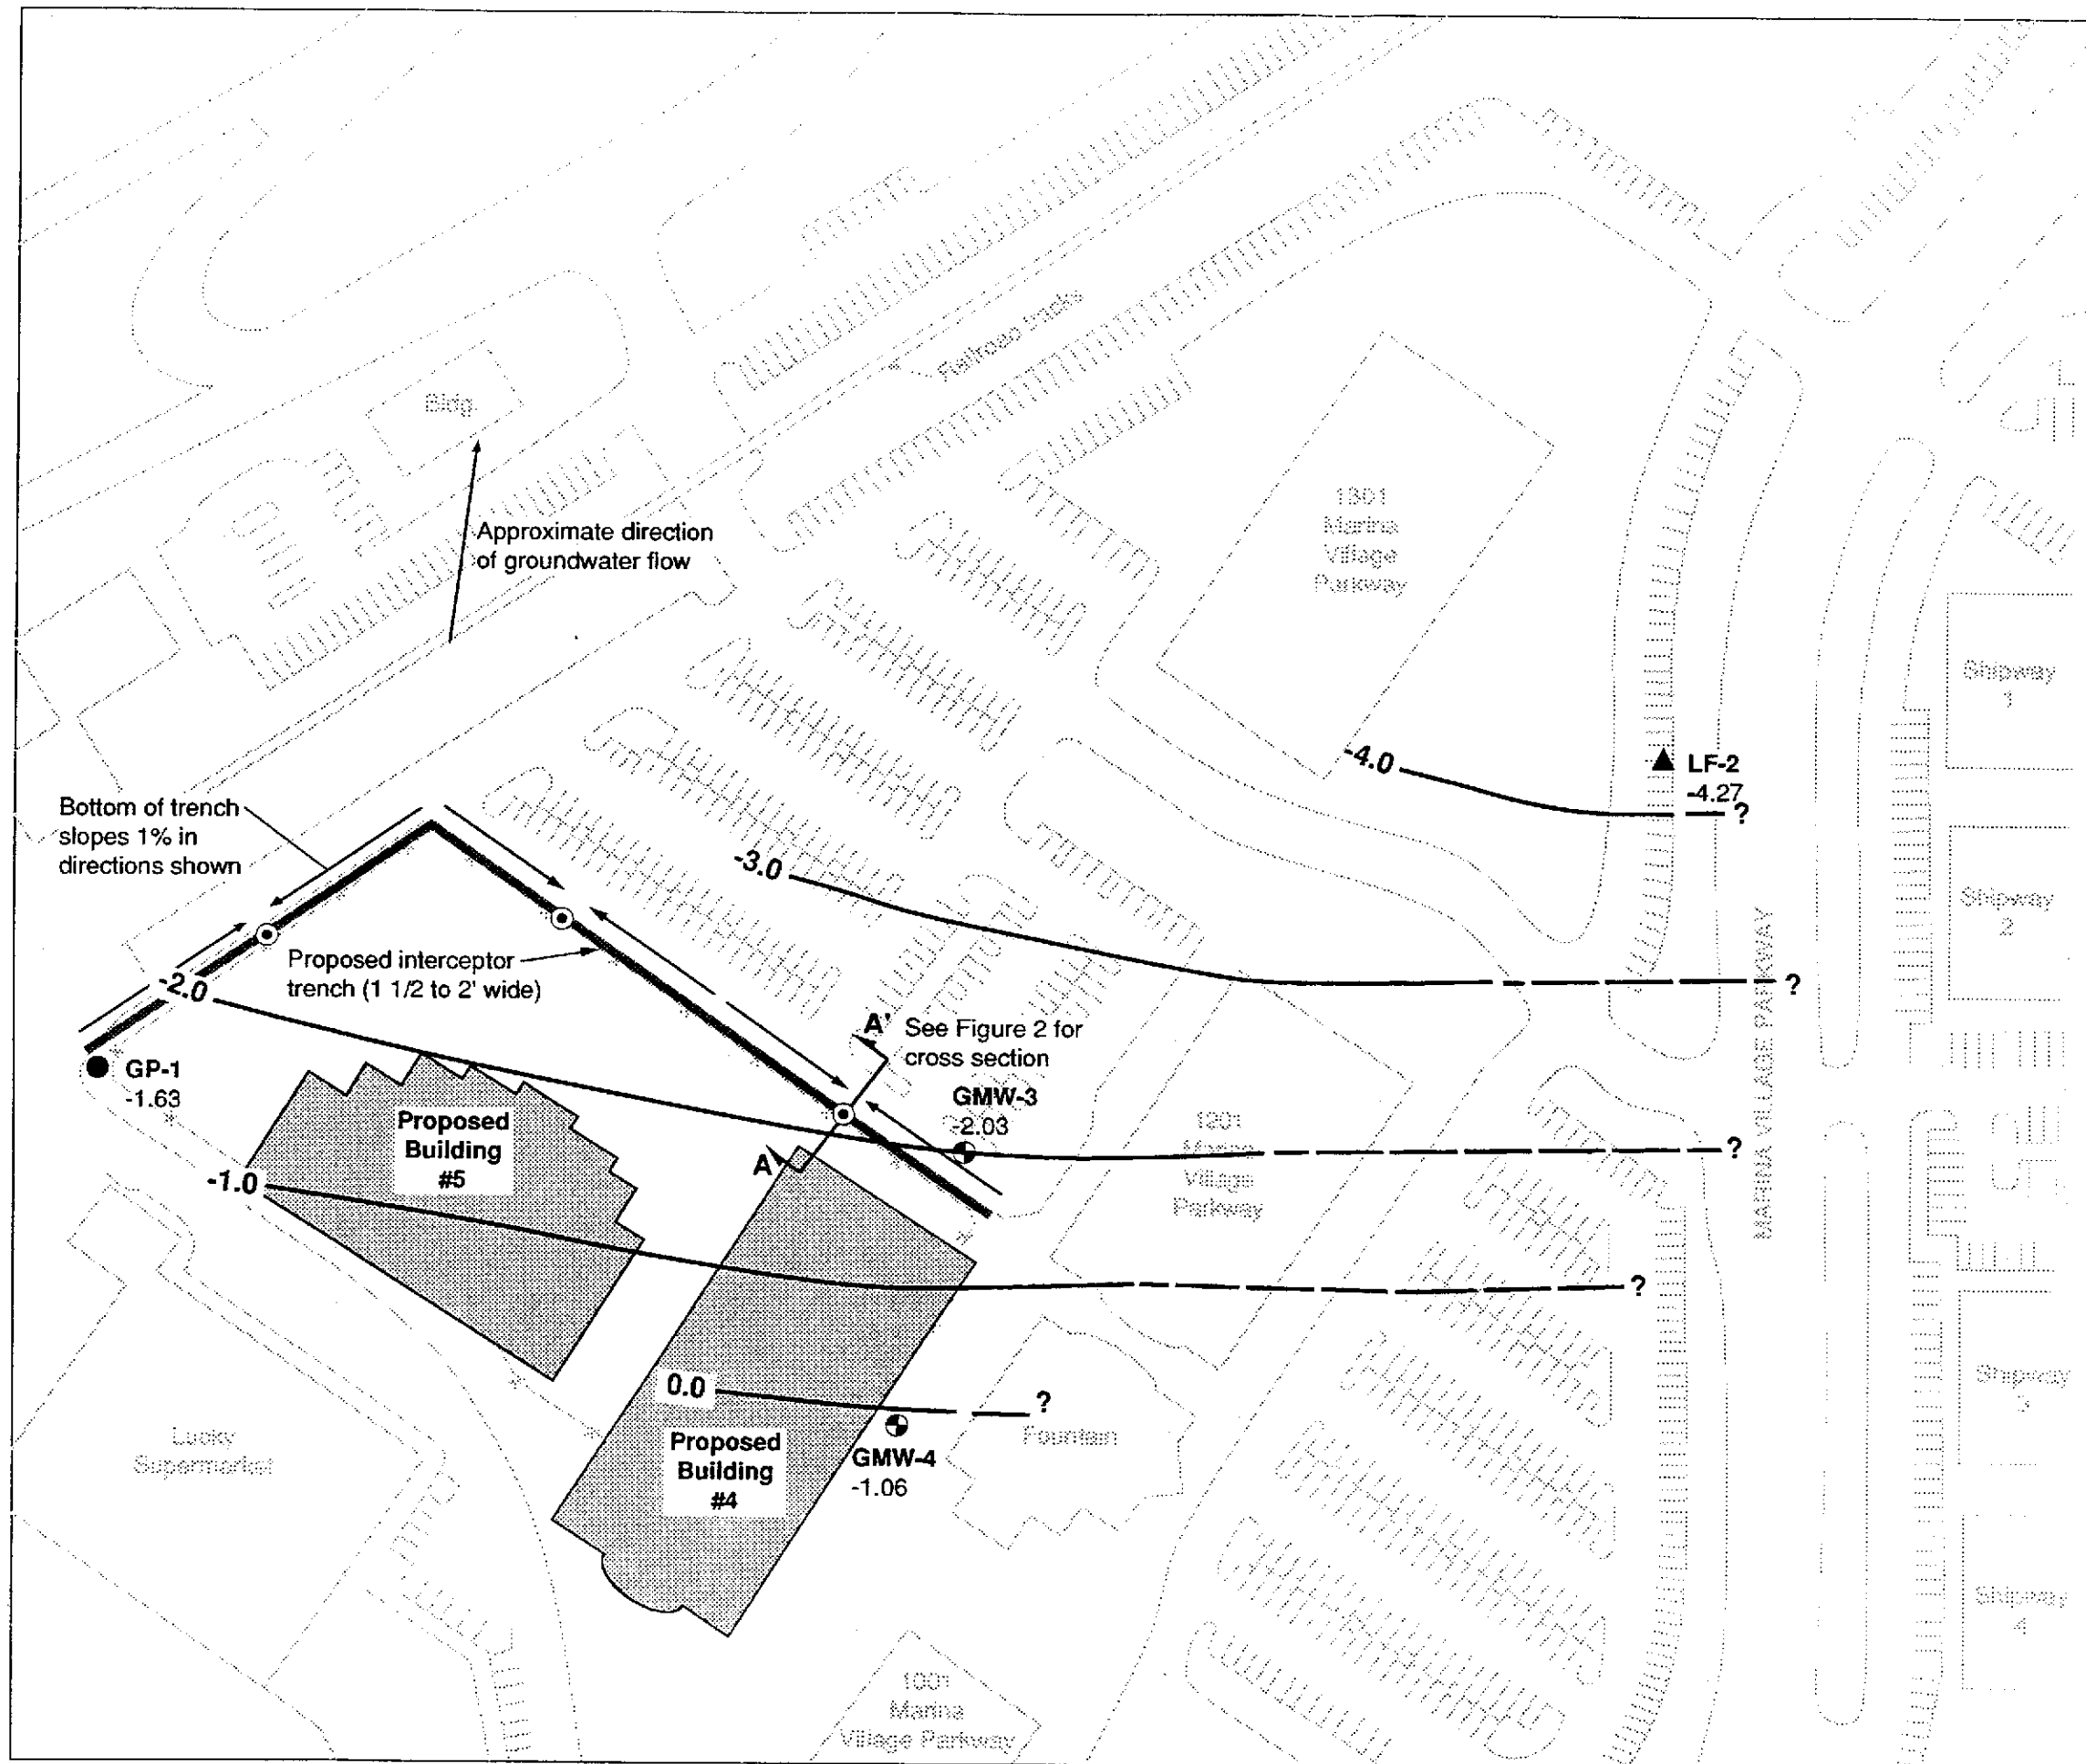 Railroad tracks
Bldg.
Approximate direction
of groundwater flow
1301
Marina
Village
Parkway
Shipway
1
-4.0
LF-2
-4.27
?
Bottom of trench
slopes 1% in
directions shown
-3.0
?
Shipway
2
MARINA VILLAGE PARKWAY
Proposed interceptor
trench (1 1/2 to 2' wide)
-2.0
A'
See Figure 2 for
cross section
GP-1
-1.63
GMW-3
-2.03
Proposed
Building
#5
A
1201
Marina
Village
Parkway
?
-1.0
?
0.0
?
Shipway
3
Fountain
Lucky
Supermarket
Proposed
Building
#4
GMW-4
-1.06
Shipway
4
1001
Marina
Village Parkway